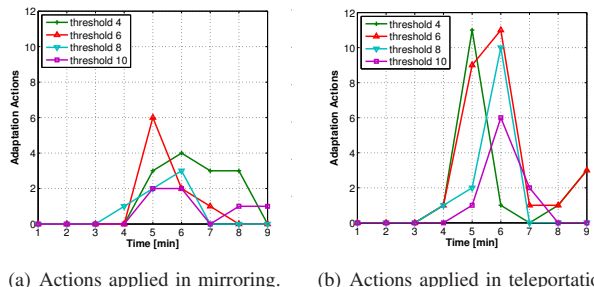 12
10
8
6
4
2
0
Adaptation Actions
threshold 4
threshold 6
threshold 8
threshold 10
1 2 3 4 5 6 7 8 9
Time [min]
(a) Actions applied in mirroring.
12
10
8
6
4
2
0
Adaptation Actions
threshold 4
threshold 6
threshold 8
threshold 10
1 2 3 4 5 6 7 8 9
Time [min]
(b) Actions applied in teleportatio